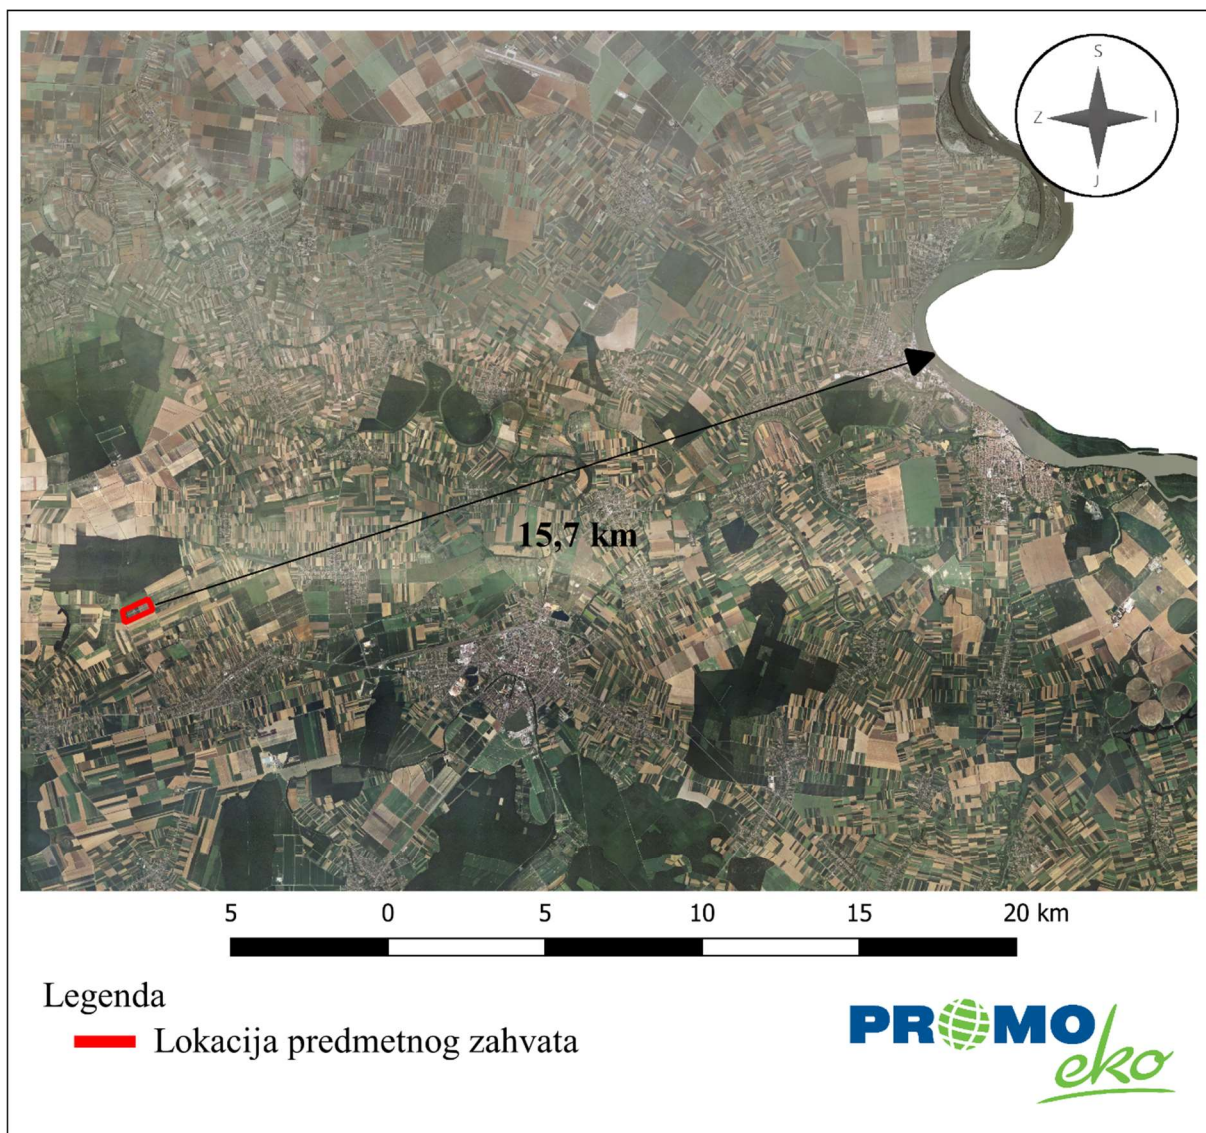 S
Z I
J
15,7 km
5 0 5 10 15 20 km
Legenda
Lokacija predmetnog zahvata
PROMO
eko